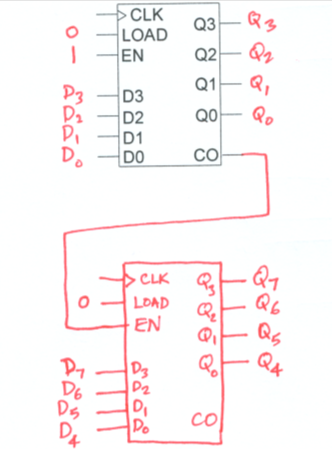 CLK Q3 Q₃
0 LOAD
1 EN Q2 Q₂
Q1 Q₁
D₃ D3
D₂ D2 Q0 Q₀
D₁ D1
D₀ D0 CO
CLK Q₃ Q₇
0 LOAD
EN Q₂ Q₆
Q₁ Q₅
D₇ D₃ Q₀ Q₄
D₆ D₂
D₅ D₁
D₄ D₀ CO